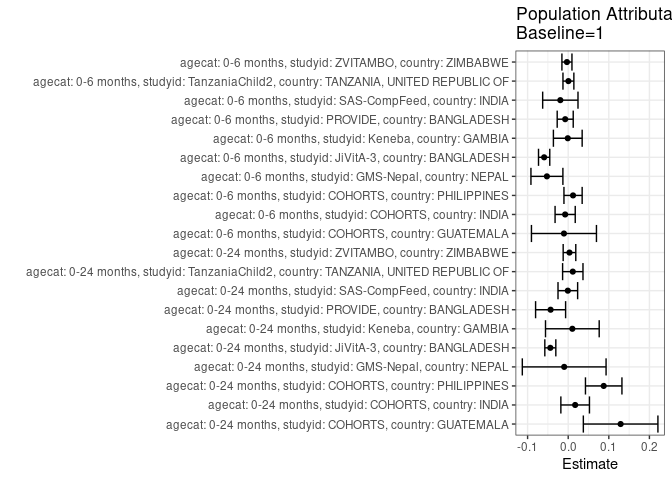 Population Attributa
Baseline=1
agecat: 0-6 months, studyid: ZVITAMBO, country: ZIMBABWE
agecat: 0-6 months, studyid: TanzaniaChild2, country: TANZANIA, UNITED REPUBLIC OF
agecat: 0-6 months, studyid: SAS-CompFeed, country: INDIA
agecat: 0-6 months, studyid: PROVIDE, country: BANGLADESH
agecat: 0-6 months, studyid: Keneba, country: GAMBIA
agecat: 0-6 months, studyid: JiVitA-3, country: BANGLADESH
agecat: 0-6 months, studyid: GMS-Nepal, country: NEPAL
agecat: 0-6 months, studyid: COHORTS, country: PHILIPPINES
agecat: 0-6 months, studyid: COHORTS, country: INDIA
agecat: 0-6 months, studyid: COHORTS, country: GUATEMALA
agecat: 0-24 months, studyid: ZVITAMBO, country: ZIMBABWE
agecat: 0-24 months, studyid: TanzaniaChild2, country: TANZANIA, UNITED REPUBLIC OF
agecat: 0-24 months, studyid: SAS-CompFeed, country: INDIA
agecat: 0-24 months, studyid: PROVIDE, country: BANGLADESH
agecat: 0-24 months, studyid: Keneba, country: GAMBIA
agecat: 0-24 months, studyid: JiVitA-3, country: BANGLADESH
agecat: 0-24 months, studyid: GMS-Nepal, country: NEPAL
agecat: 0-24 months, studyid: COHORTS, country: PHILIPPINES
agecat: 0-24 months, studyid: COHORTS, country: INDIA
agecat: 0-24 months, studyid: COHORTS, country: GUATEMALA
-0.1 0.0 0.1 0.2
Estimate